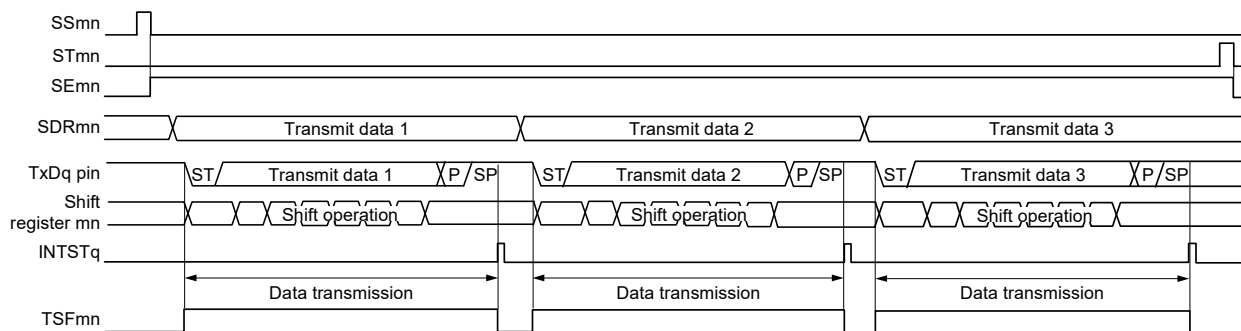 SSmn
STmn
SEmn
SDRmn Transmit data 1 Transmit data 2 Transmit data 3
TxDq pin ST Transmit data 1 P SP ST Transmit data 2 P SP ST Transmit data 3 P SP
Shift
register mn Shift operation Shift operation Shift operation
INTSTq
Data transmission Data transmission Data transmission
TSFmn